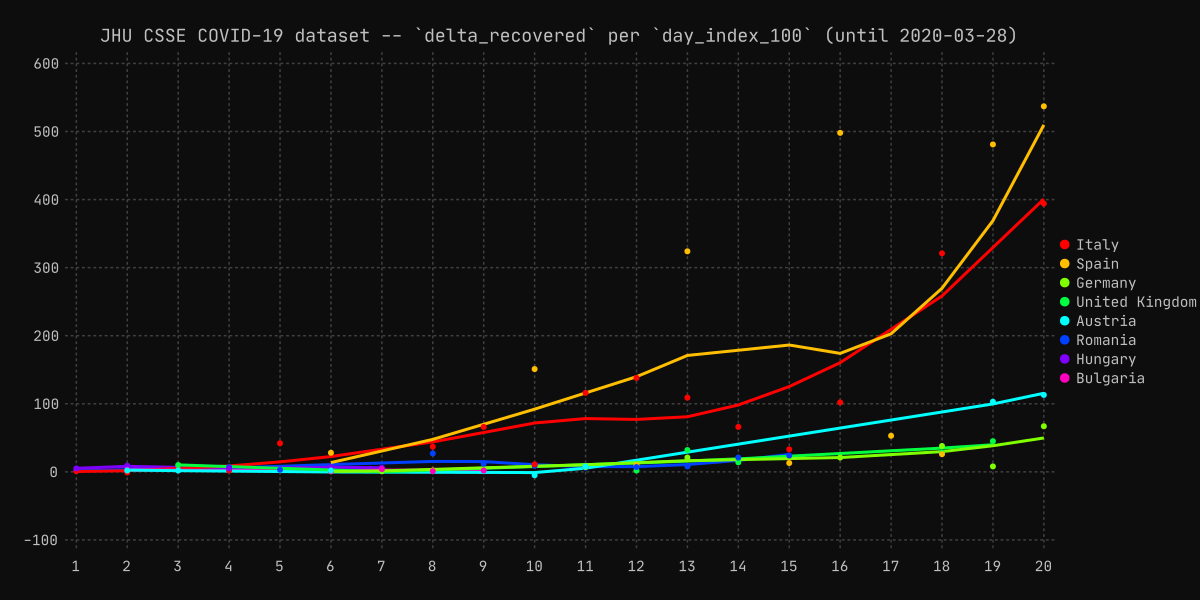 JHU CSSE COVID-19 dataset -- `delta_recovered` per `day_index_100` (until 2020-03-28)
600
500
400
300
200
100
0
-100
1 2 3 4 5 6 7 8 9 10 11 12 13 14 15 16 17 18 19 20
Italy
Spain
Germany
United Kingdom
Austria
Romania
Hungary
Bulgaria